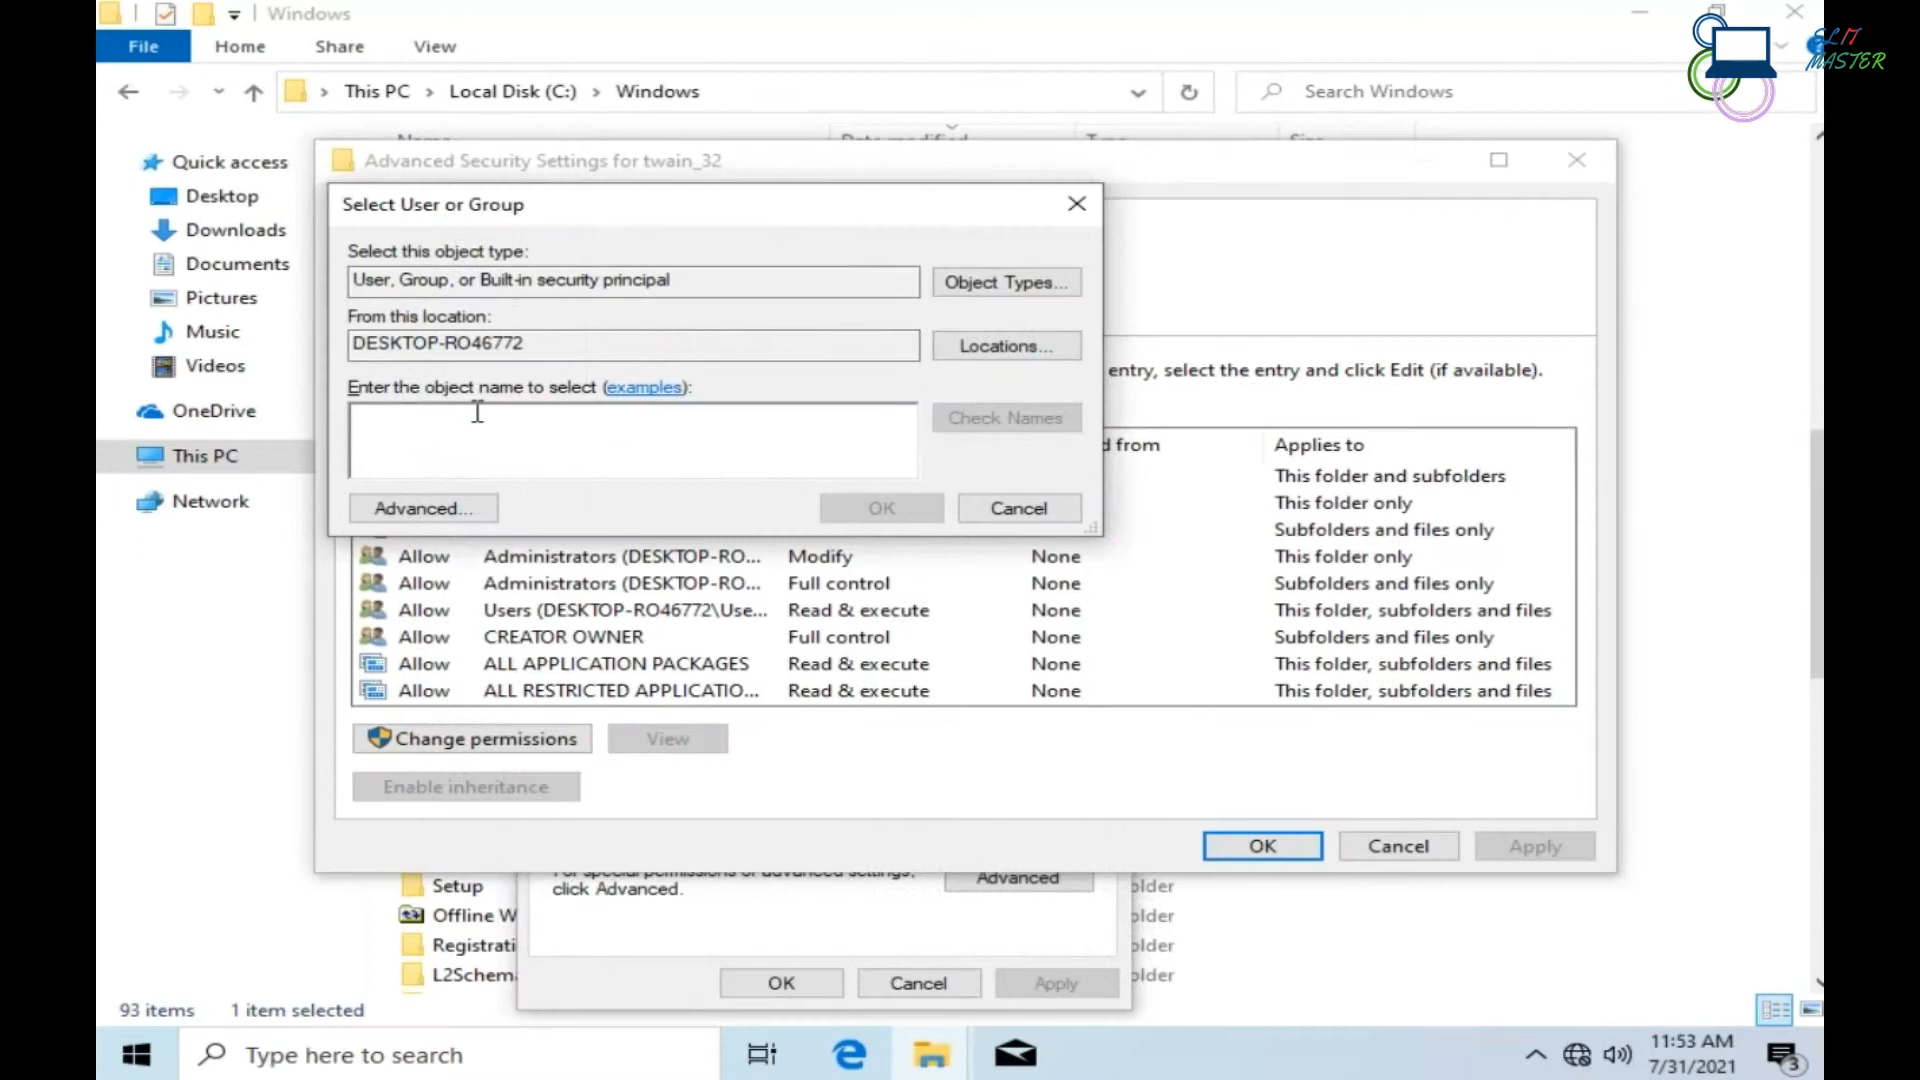 Windows
File Home Share View
This PC > Local Disk (C:) > Windows
Search Windows
EL IT
MASTER
Quick access
Desktop
Downloads
Documents
Pictures
Music
Videos
OneDrive
This PC
Network
Advanced Security Settings for twain_32
Select User or Group
Select this object type:
User, Group, or Built-in security principal
Object Types...
From this location:
DESKTOP-RO46772
Locations...
Enter the object name to select (examples):
Check Names
Advanced...
OK
Cancel
entry, select the entry and click Edit (if available).
d from Applies to
This folder and subfolders
This folder only
Subfolders and files only
Allow Administrators (DESKTOP-RO... Modify None This folder only
Allow Administrators (DESKTOP-RO... Full control None Subfolders and files only
Allow Users (DESKTOP-RO46772\Use... Read & execute None This folder, subfolders and files
Allow CREATOR OWNER Full control None Subfolders and files only
Allow ALL APPLICATION PACKAGES Read & execute None This folder, subfolders and files
Allow ALL RESTRICTED APPLICATIO... Read & execute None This folder, subfolders and files
Change permissions
View
Enable inheritance
OK
Cancel
Apply
For special permissions or advanced settings,
click Advanced.
Advanced
Setup
Offline W
Registrati
L2Schem
older
older
older
older
OK
Cancel
Apply
93 items 1 item selected
Type here to search
11:53 AM
7/31/2021
3